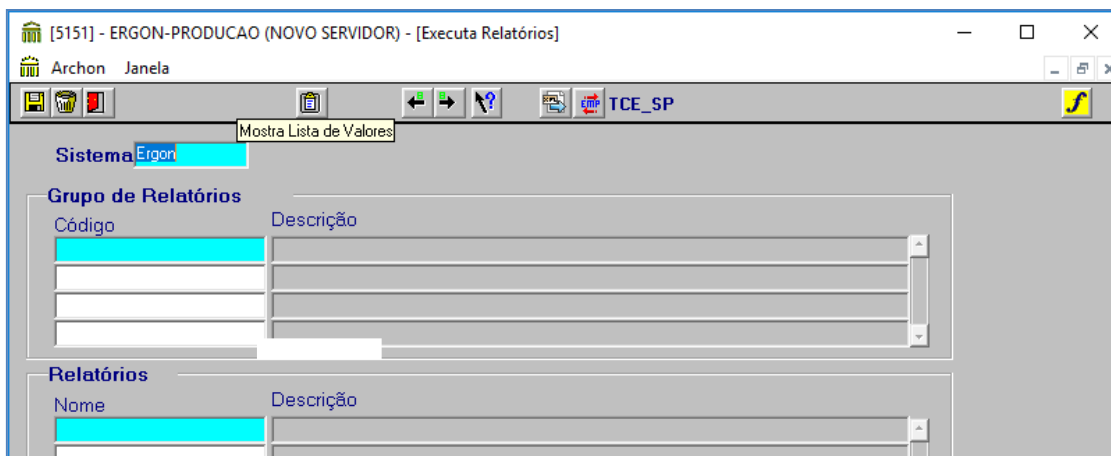 [5151] - ERGON-PRODUCAO (NOVO SERVIDOR) - [Executa Relatórios]
Archon Janela
EMP TCE_SP f
Mostra Lista de Valores
Sistema Ergon
Grupo de Relatórios
Código Descrição
Relatórios
Nome Descrição